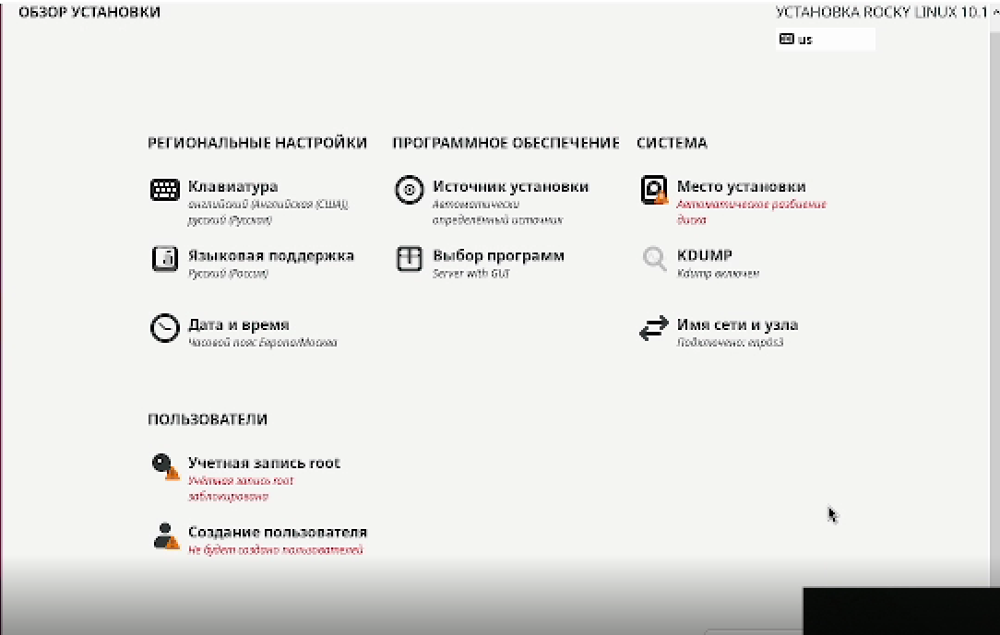 ОБЗОР УСТАНОВКИ
УСТАНОВКА ROCKY LINUX 10.1
us
РЕГИОНАЛЬНЫЕ НАСТРОЙКИ
ПРОГРАММНОЕ ОБЕСПЕЧЕНИЕ
СИСТЕМА
Клавиатура
английский (Английская (США),
русский (Русская)
Источник установки
Автоматически
определённый источник
Место установки
Автоматическое разбиение
диска
Языковая поддержка
Русский (Россия)
Выбор программ
Server with GUI
KDUMP
Kdump включен
Дата и время
Часовой пояс Европа/Москва
Имя сети и узла
Подключено: enp0s3
ПОЛЬЗОВАТЕЛИ
Учетная запись root
Учётная запись root
заблокирована
Создание пользователя
Не будет создано пользователей